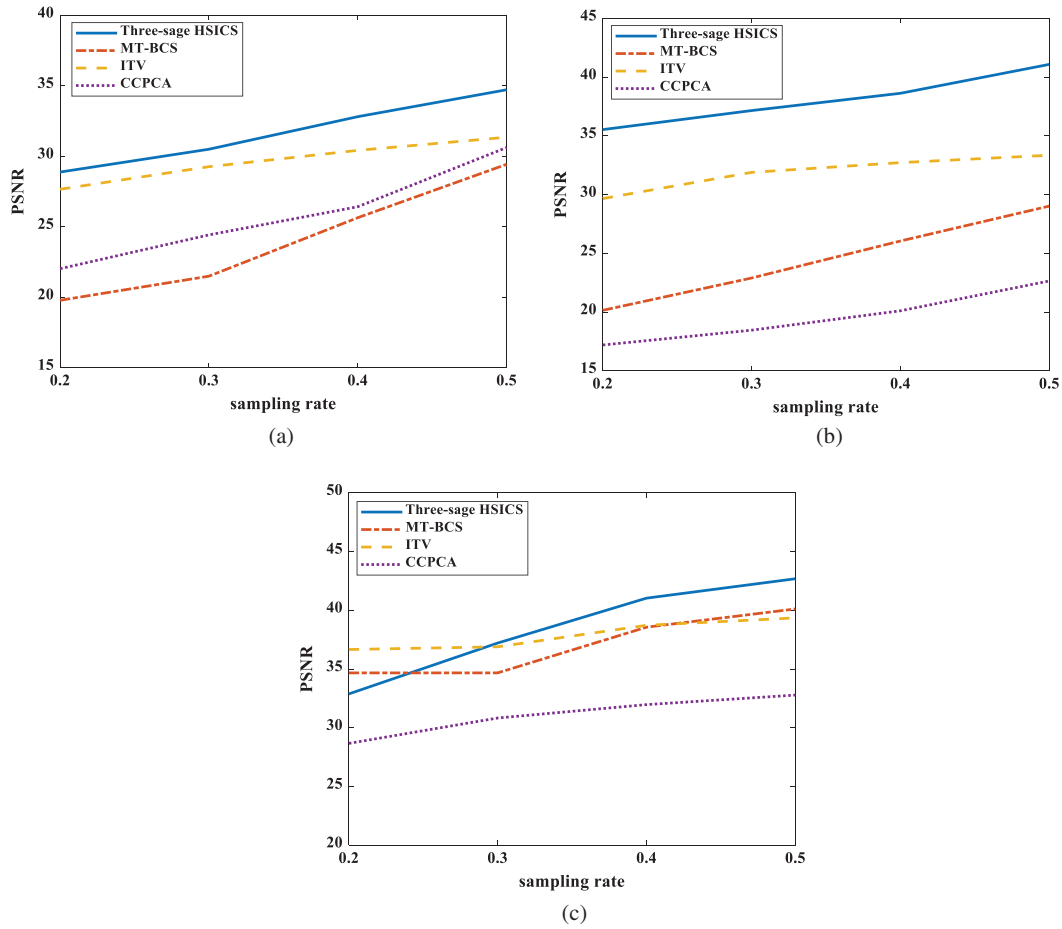 40
35
30
25
20
15
PSNR
Three-sage HSICS
MT-BCS
ITV
CCPCA
0.2 0.3 0.4 0.5
sampling rate
(a)
45
40
35
30
25
20
15
PSNR
Three-sage HSICS
MT-BCS
ITV
CCPCA
0.2 0.3 0.4 0.5
sampling rate
(b)
50
45
40
35
30
25
20
PSNR
Three-sage HSICS
MT-BCS
ITV
CCPCA
0.2 0.3 0.4 0.5
sampling rate
(c)